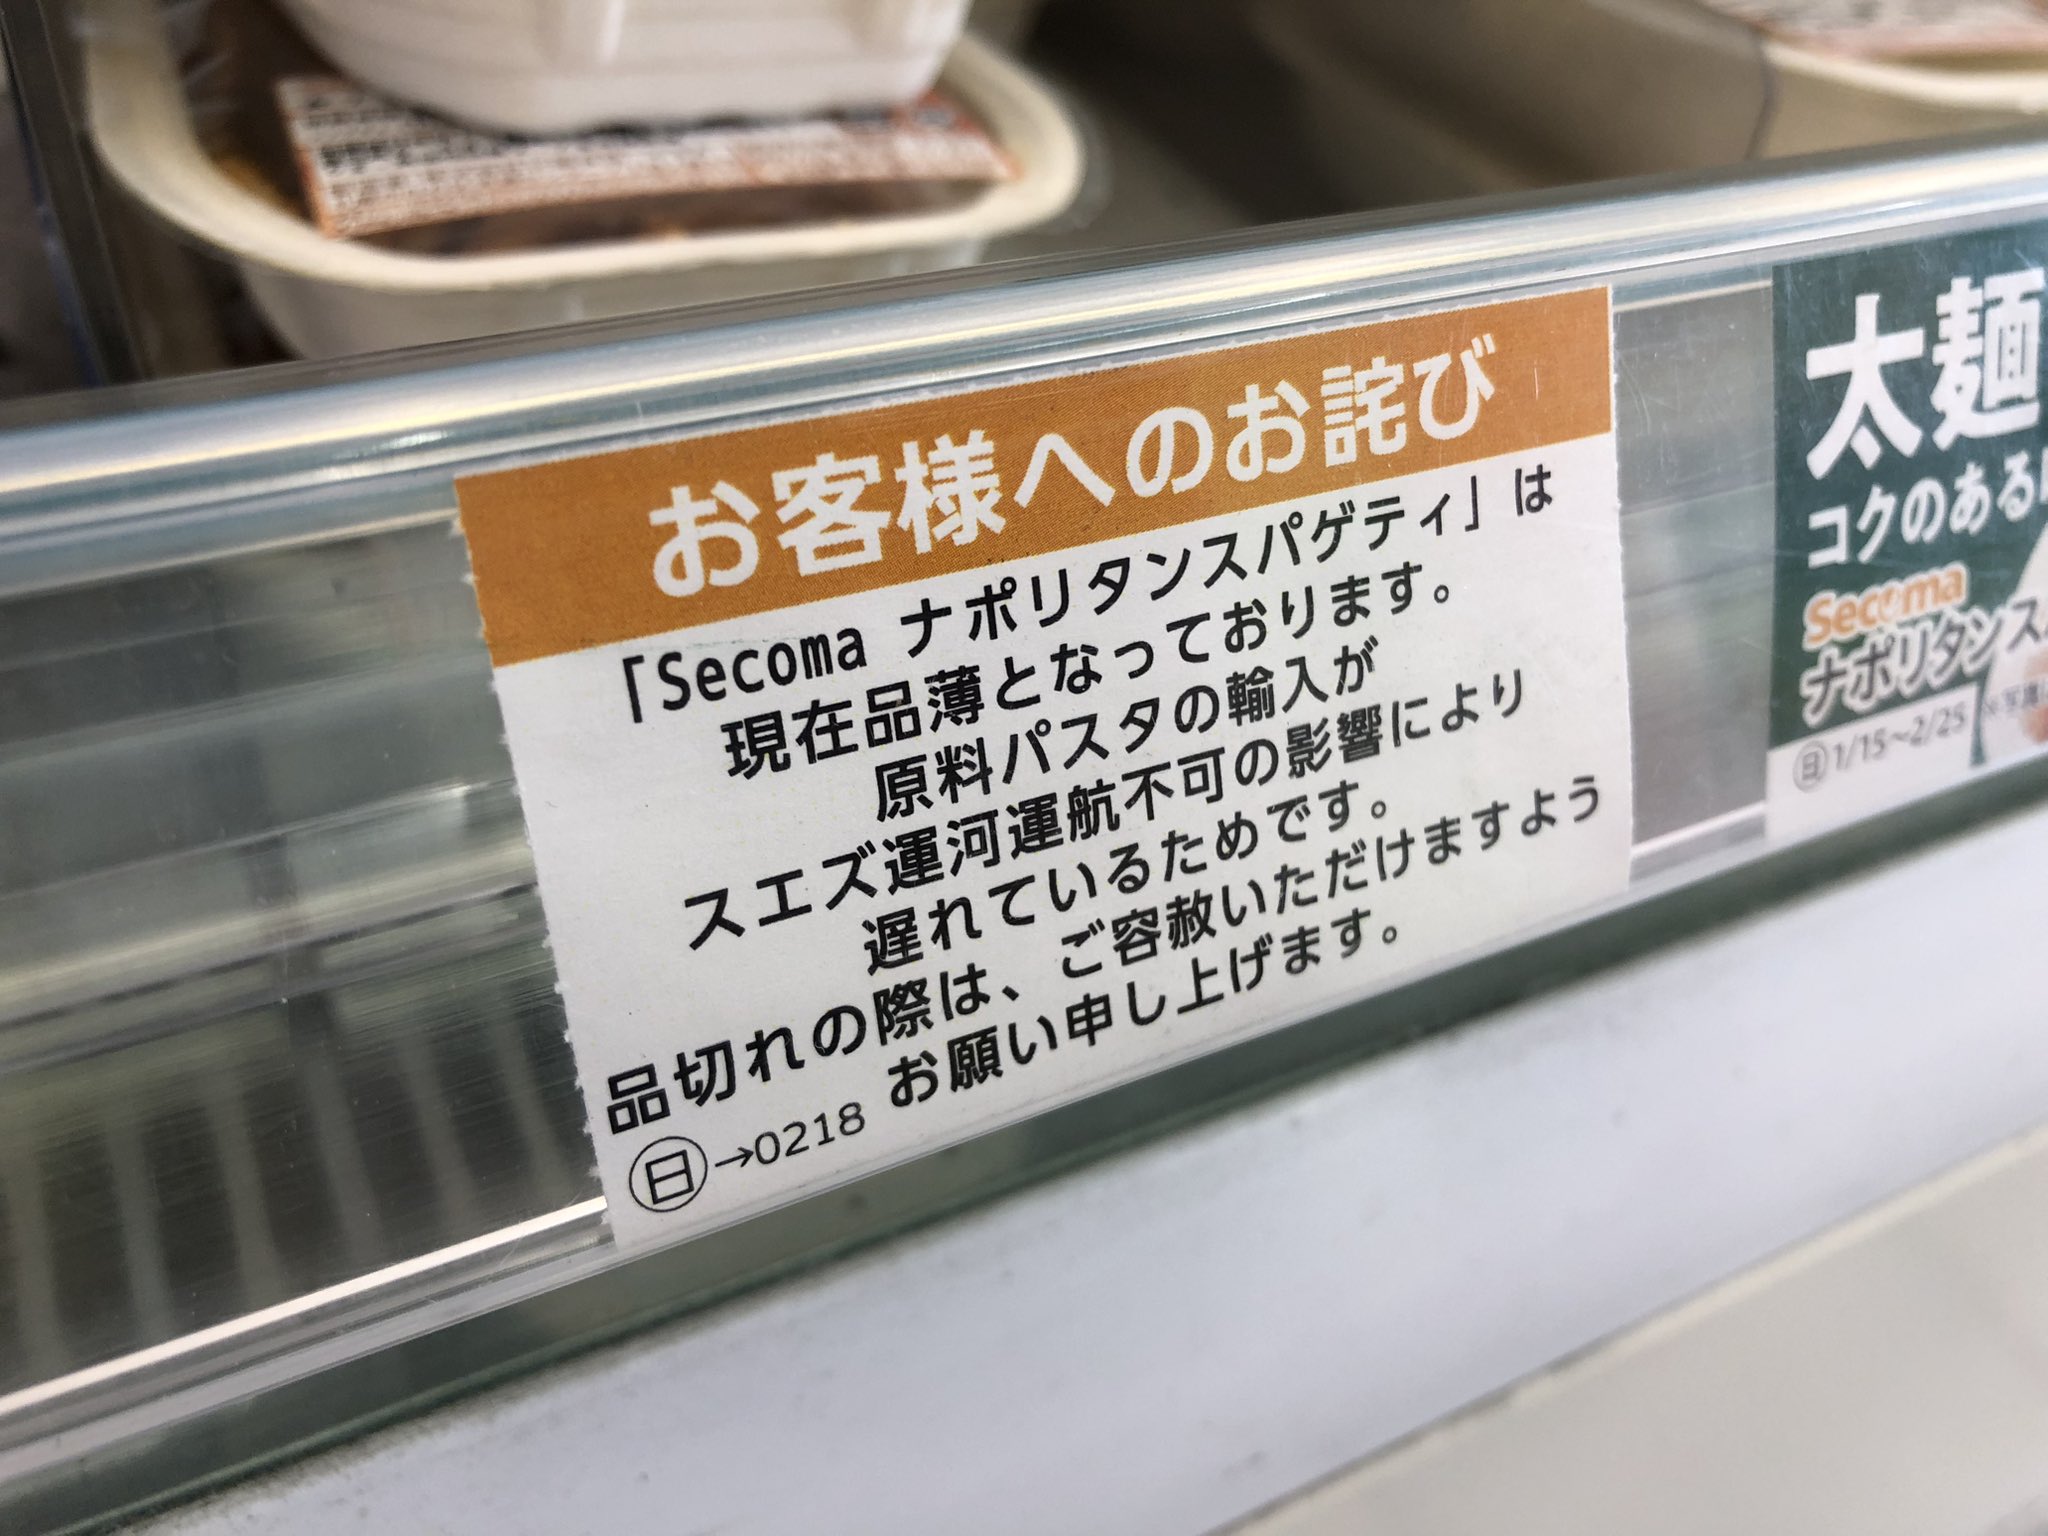 お客様へのお詫び
「Secoma ナポリタンスパゲティ」は
現在品薄となっております。
原料パスタの輸入が
スエズ運河運航不可の影響により
遅れているためです。
品切れの際は、ご容赦いただけますよう
お願い申し上げます。
㊐→0218
太麺
コクのある
Secoma
ナポリタンス
㊐1/15～2/25
※写真